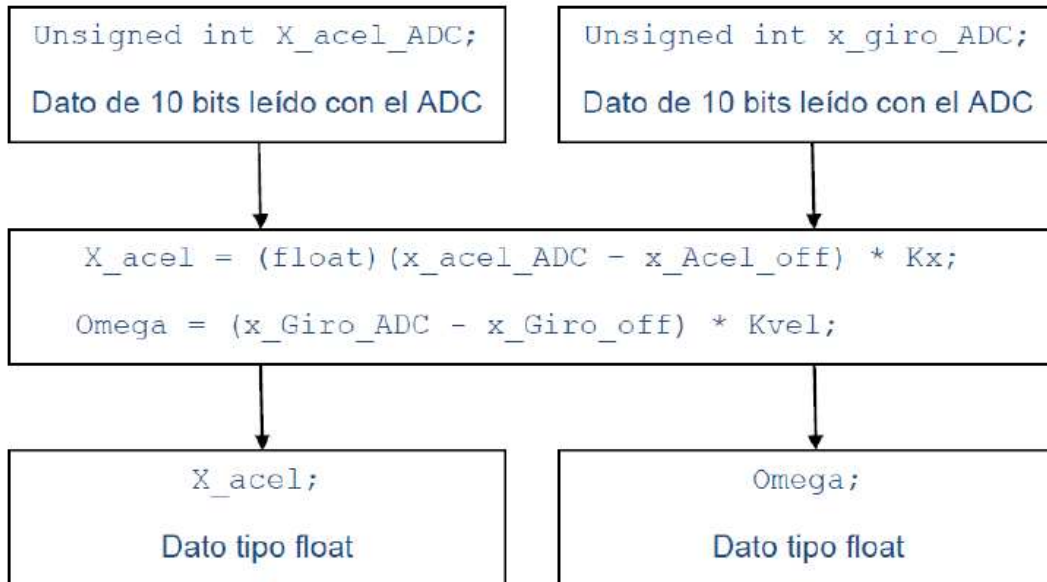 Unsigned int X_acel_ADC;
Dato de 10 bits leído con el ADC
Unsigned int x_giro_ADC;
Dato de 10 bits leído con el ADC
X_acel = (float)(x_acel_ADC – x_Acel_off) * Kx;
Omega = (x_Giro_ADC - x_Giro_off) * Kvel;
X_acel;
Dato tipo float
Omega;
Dato tipo float